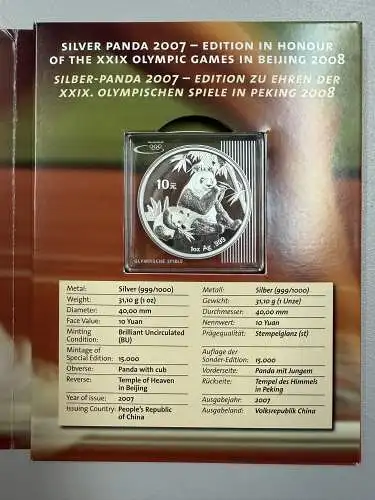 SILVER PANDA 2007 – EDITION IN HONOUR
OF THE XXIX OLYMPIC GAMES IN BEIJING 2008
SILBER-PANDA 2007 – EDITION ZU EHREN DER
XXIX. OLYMPISCHEN SPIELE IN PEKING 2008
10元
1oz Ag .999
OLYMPISCHE SPIELE
Metal: Silver (999/1000)
Weight: 31,10 g (1 oz)
Diameter: 40,00 mm
Face Value: 10 Yuan
Minting Brilliant Uncirculated
Condition: (BU)
Mintage of
Special Edition: 15.000
Obverse: Panda with cub
Reverse: Temple of Heaven
in Beijing
Year of issue: 2007
Issuing Country: People's Republic
of China
Metall: Silber (999/1000)
Gewicht: 31,10 g (1 Unze)
Durchmesser: 40,00 mm
Nennwert: 10 Yuan
Prägequalität: Stempelglanz (st)
Auflage der
Sonder-Edition: 15.000
Vorderseite: Panda mit Jungem
Rückseite: Tempel des Himmels
in Peking
Ausgabejahr: 2007
Ausgabeland: Volksrepublik China